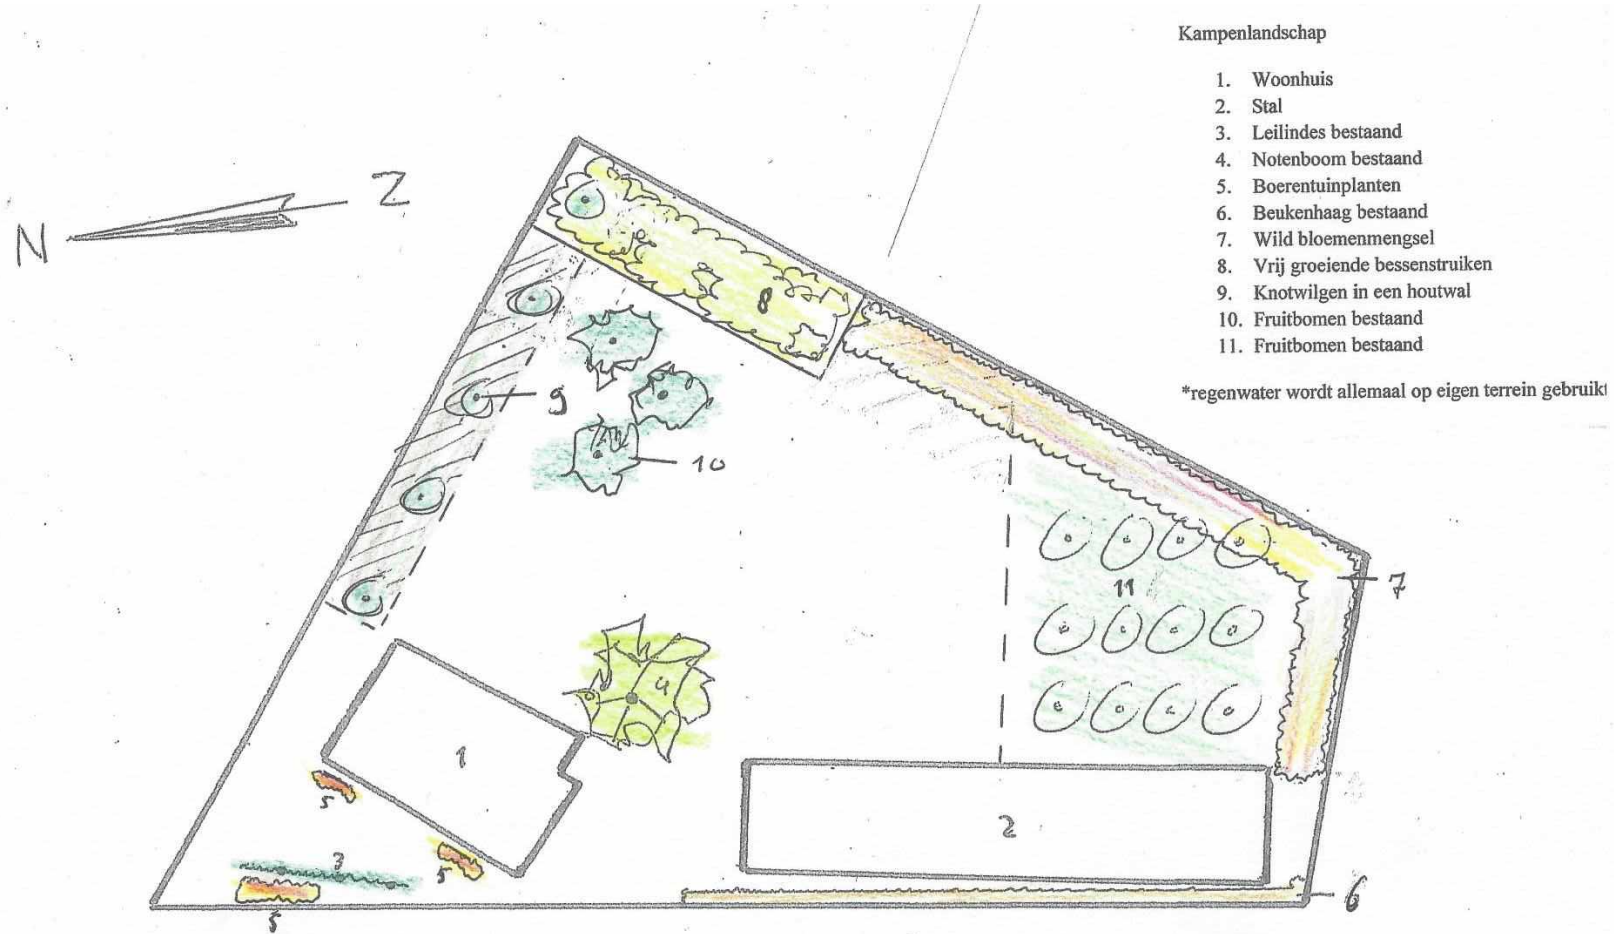 Kampenlandschap
1. Woonhuis
2. Stal
3. Leilindes bestaand
4. Notenboom bestaand
5. Boerentuinplanten
6. Beukenhaag bestaand
7. Wild bloemenmengsel
8. Vrij groeiende bessenstruiken
9. Knotwilgen in een houtwal
10. Fruitbomen bestaand
11. Fruitbomen bestaand
*regenwater wordt allemaal op eigen terrein gebruikt
Z
N
8
9
10
7
11
4
1
5
2
3
5
6
5